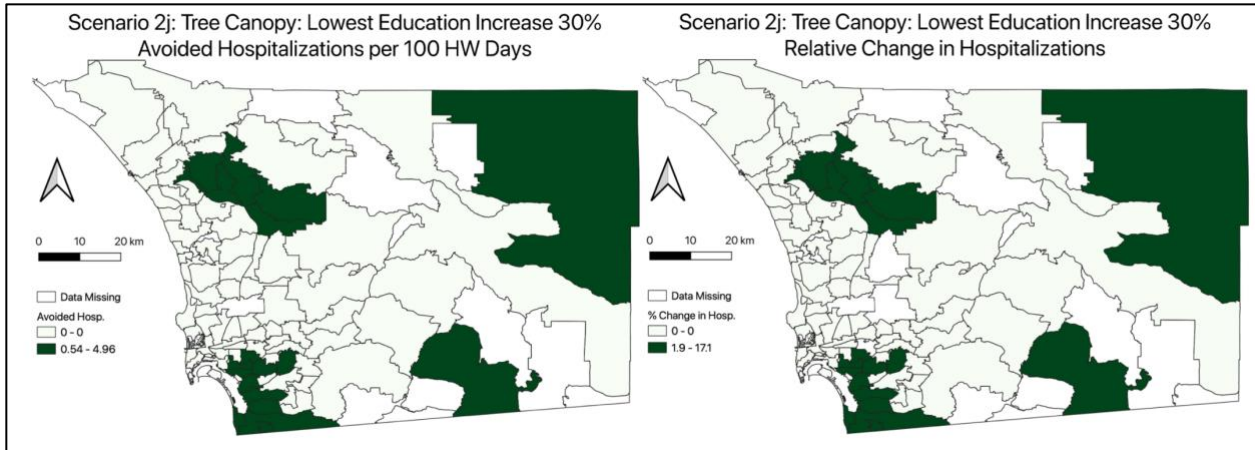 Scenario 2j: Tree Canopy: Lowest Education Increase 30%
Avoided Hospitalizations per 100 HW Days
0 10 20 km
Data Missing
Avoided Hosp.
0 - 0
0.54 - 4.96
Scenario 2j: Tree Canopy: Lowest Education Increase 30%
Relative Change in Hospitalizations
0 10 20 km
Data Missing
% Change in Hosp.
0 - 0
1.9 - 17.1